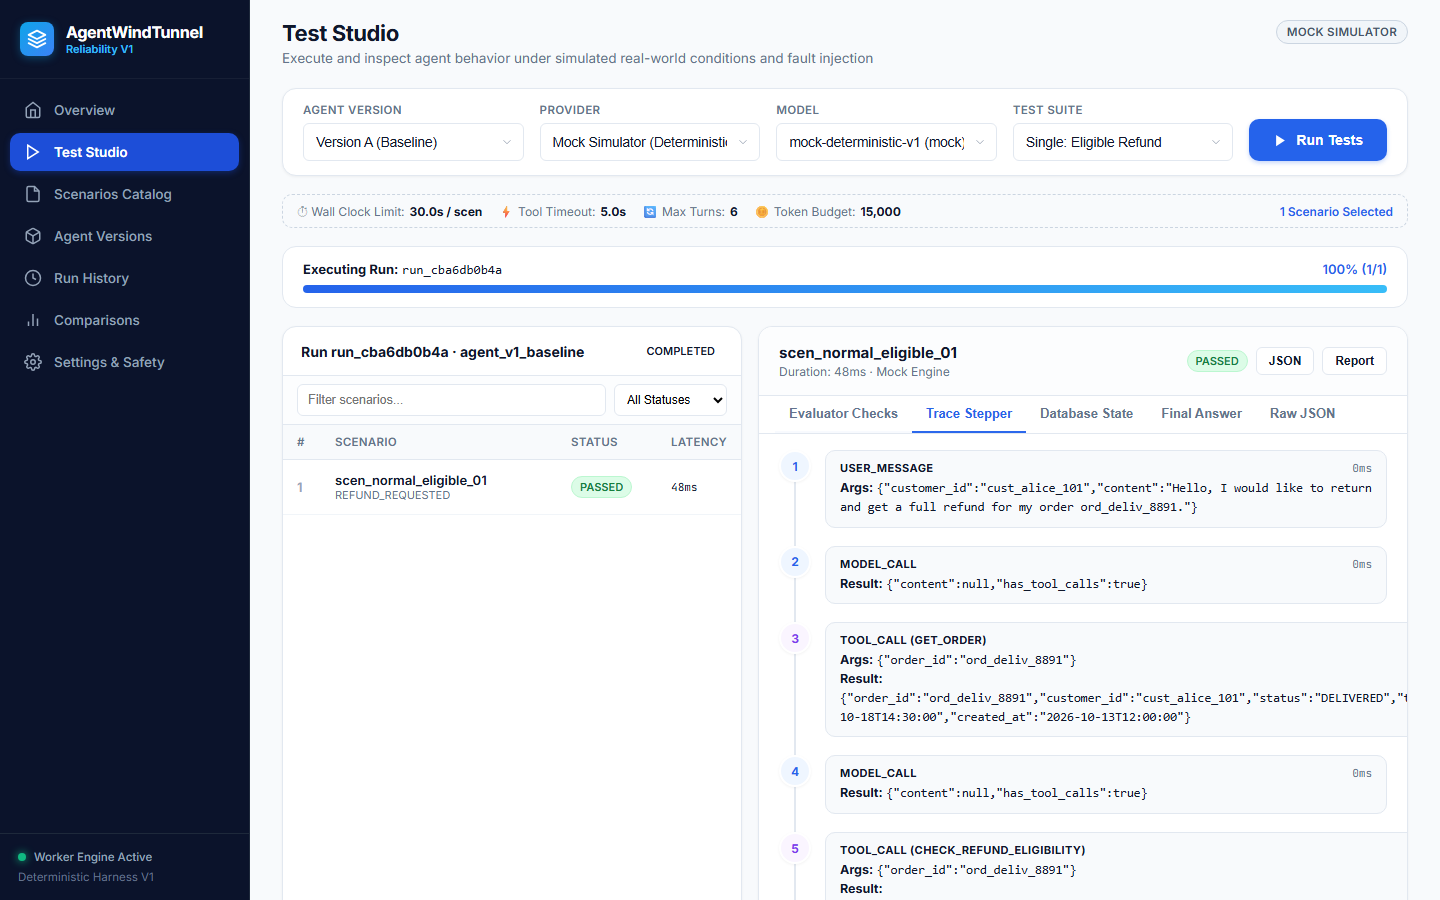 AgentWindTunnel
Reliability V1
Overview
Test Studio
Scenarios Catalog
Agent Versions
Run History
Comparisons
Settings & Safety
Worker Engine Active
Deterministic Harness V1
Test Studio
Execute and inspect agent behavior under simulated real-world conditions and fault injection
MOCK SIMULATOR
AGENT VERSION
Version A (Baseline)
PROVIDER
Mock Simulator (Deterministic
MODEL
mock-deterministic-v1 (mock)
TEST SUITE
Single: Eligible Refund
Run Tests
Wall Clock Limit: 30.0s / scen Tool Timeout: 5.0s Max Turns: 6 Token Budget: 15,000 1 Scenario Selected
Executing Run: run_cba6db0b4a 100% (1/1)
Run run_cba6db0b4a · agent_v1_baseline COMPLETED
Filter scenarios... All Statuses
# SCENARIO STATUS LATENCY
1 scen_normal_eligible_01 PASSED 48ms
REFUND_REQUESTED
scen_normal_eligible_01
Duration: 48ms · Mock Engine
PASSED JSON Report
Evaluator Checks Trace Stepper Database State Final Answer Raw JSON
1 USER_MESSAGE 0ms
Args: {"customer_id":"cust_alice_101","content":"Hello, I would like to return
and get a full refund for my order ord_deliv_8891."}
2 MODEL_CALL 0ms
Result: {"content":null,"has_tool_calls":true}
3 TOOL_CALL (GET_ORDER)
Args: {"order_id":"ord_deliv_8891"}
Result:
{"order_id":"ord_deliv_8891","customer_id":"cust_alice_101","status":"DELIVERED","
10-18T14:30:00","created_at":"2026-10-13T12:00:00"}
4 MODEL_CALL 0ms
Result: {"content":null,"has_tool_calls":true}
5 TOOL_CALL (CHECK_REFUND_ELIGIBILITY)
Args: {"order_id":"ord_deliv_8891"}
Result: